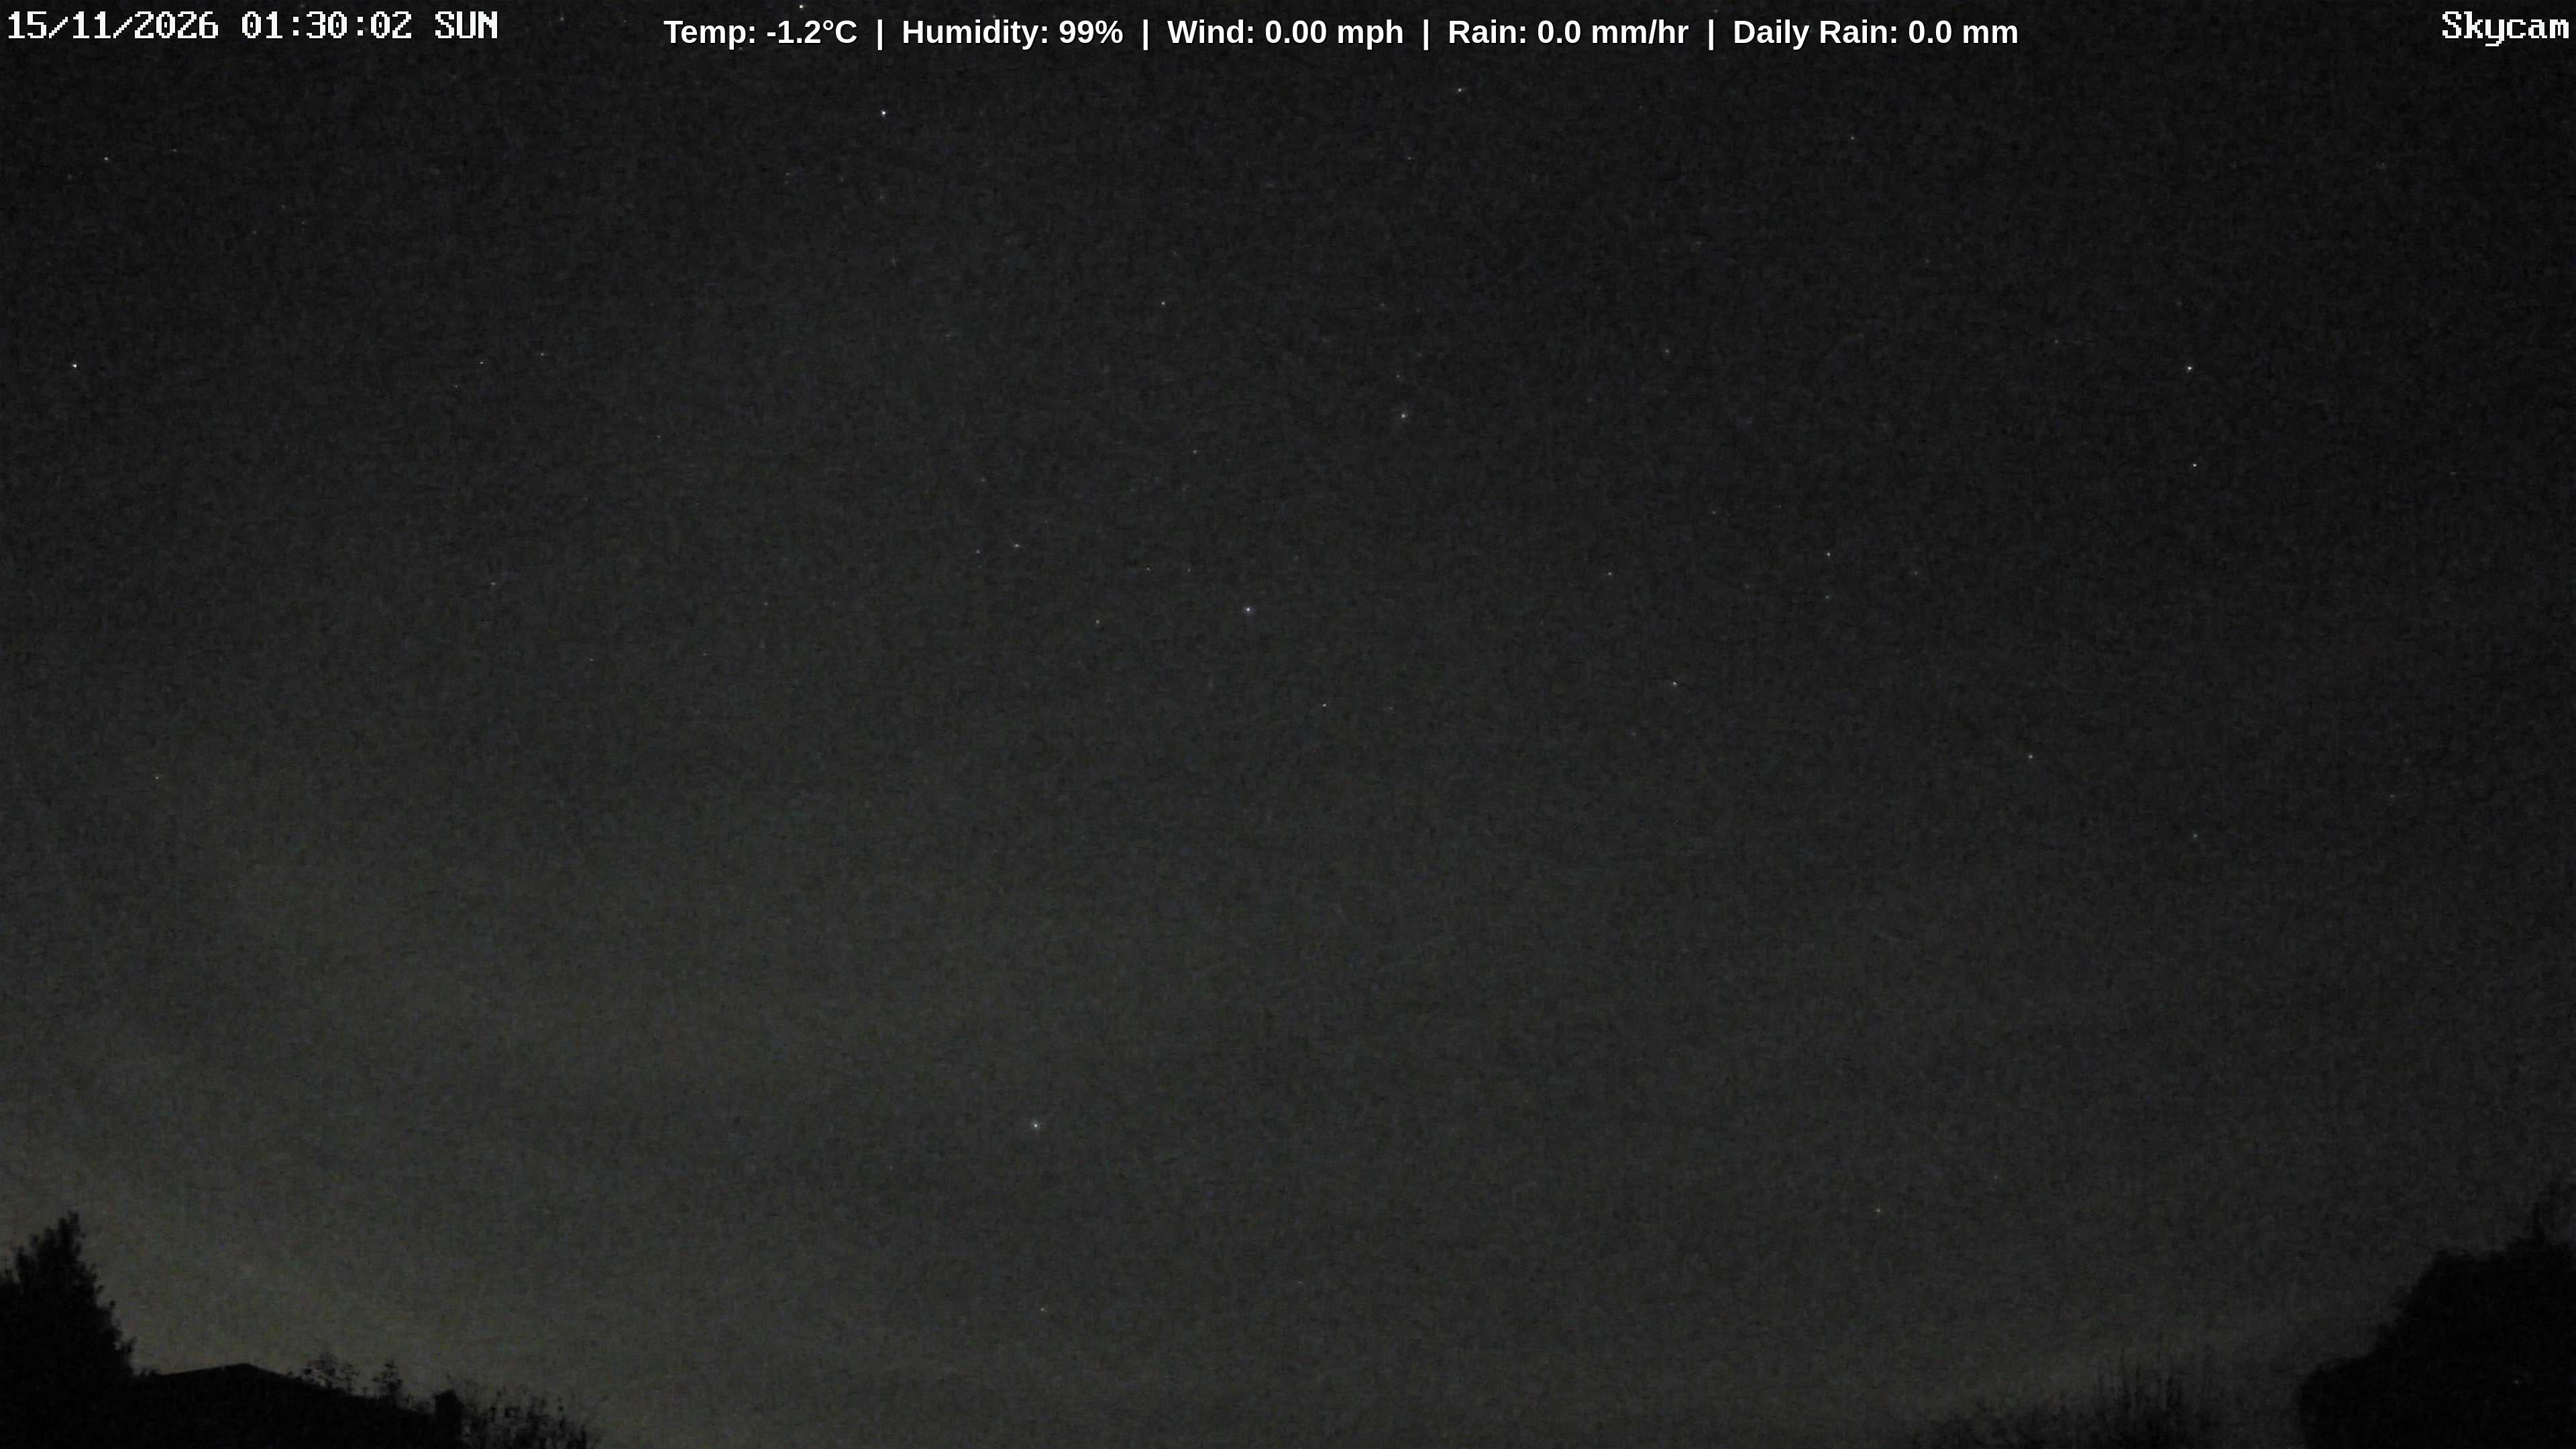 15/11/2026 01:30:02 SUN
Temp: -1.2°C | Humidity: 99% | Wind: 0.00 mph | Rain: 0.0 mm/hr | Daily Rain: 0.0 mm
Skycam